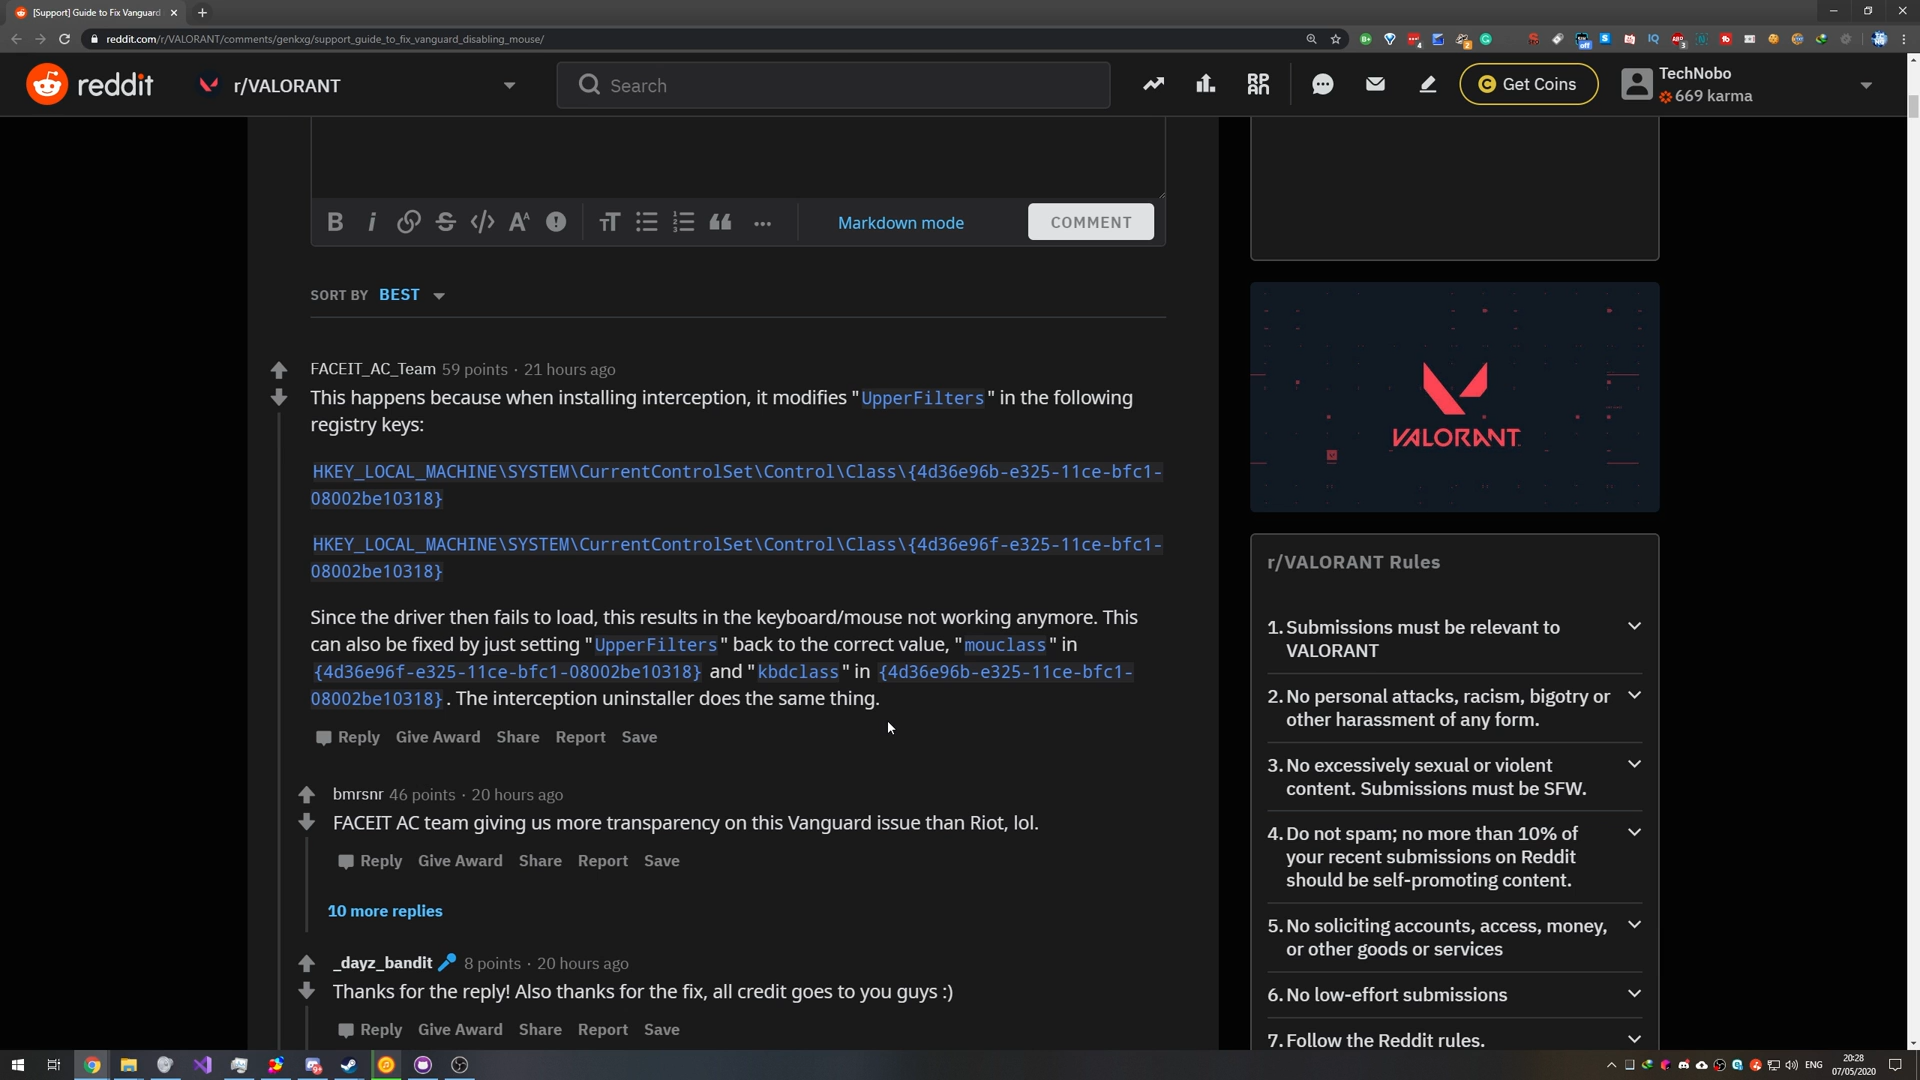 [Support] Guide to Fix Vanguard
reddit.com/r/VALORANT/comments/genkxg/support_guide_to_fix_vanguard_disabling_mouse/
reddit
r/VALORANT
Search
Get Coins
TechNobo
669 karma
Markdown mode
COMMENT
SORT BY BEST
FACEIT_AC_Team 59 points · 21 hours ago
This happens because when installing interception, it modifies "UpperFilters" in the following
registry keys:
HKEY_LOCAL_MACHINE\SYSTEM\CurrentControlSet\Control\Class\{4d36e96b-e325-11ce-bfc1-
08002be10318}
HKEY_LOCAL_MACHINE\SYSTEM\CurrentControlSet\Control\Class\{4d36e96f-e325-11ce-bfc1-
08002be10318}
Since the driver then fails to load, this results in the keyboard/mouse not working anymore. This
can also be fixed by just setting "UpperFilters" back to the correct value, "mouclass" in
{4d36e96f-e325-11ce-bfc1-08002be10318} and "kbdclass" in {4d36e96b-e325-11ce-bfc1-
08002be10318}. The interception uninstaller does the same thing.
Reply Give Award Share Report Save
bmrsnr 46 points · 20 hours ago
FACEIT AC team giving us more transparency on this Vanguard issue than Riot, lol.
Reply Give Award Share Report Save
10 more replies
_dayz_bandit 8 points · 20 hours ago
Thanks for the reply! Also thanks for the fix, all credit goes to you guys :)
Reply Give Award Share Report Save
VALORANT
r/VALORANT Rules
1. Submissions must be relevant to
VALORANT
2. No personal attacks, racism, bigotry or
other harassment of any form.
3. No excessively sexual or violent
content. Submissions must be SFW.
4. Do not spam; no more than 10% of
your recent submissions on Reddit
should be self-promoting content.
5. No soliciting accounts, access, money,
or other goods or services
6. No low-effort submissions
7. Follow the Reddit rules.
ENG
20:28
07/05/2020